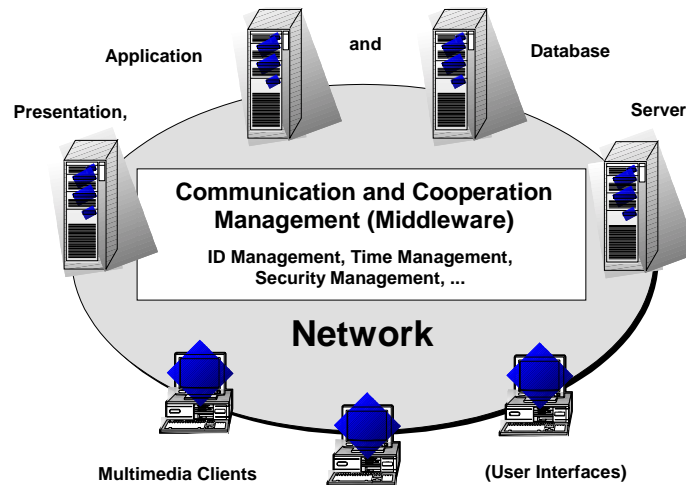 Application and Database
Presentation,
Server
Communication and Cooperation
Management (Middleware)
ID Management, Time Management,
Security Management, ...
Network
Multimedia Clients
(User Interfaces)